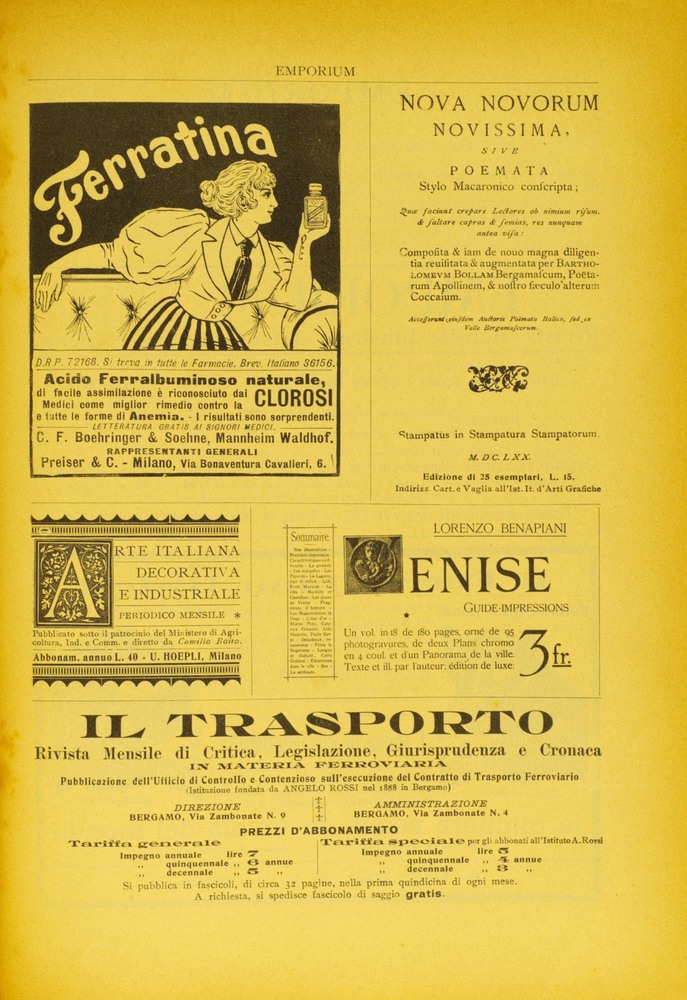 EMPORIUM
Ferratina
D.R.P. 72168. Si trova in tutte le Farmacie. Brev. Italiano 36156.
Acido Ferralbuminoso naturale,
di facile assimilazione è riconosciuto dai
Medici come miglior rimedio contro la CLOROSI
e tutte le forme di Anemia. - I risultati sono sorprendenti.
LETTERATURA GRATIS AI SIGNORI MEDICI.
C. F. Boehringer & Soehne, Mannheim Waldhof.
RAPPRESENTANTI GENERALI
Preiser & C. - Milano, Via Bonaventura Cavalieri, 6.
NOVA NOVORUM
NOVISSIMA,
SIVE
POEMATA
Stylo Macaronico conſcripta;
Quæ faciunt crepare Lectores ob nimium riſum,
& ſaltare capras & ſemias, res nunquam
antea viſa:
Compoſita & iam de nouo magna diligen-
tia reuiſitata & augmentata per BARTHO-
LOMEVM BOLLAM Bergamaſcum, Poëta-
rum Apollinem, & noſtro ſæculo alterum
Coccaium.
Acceſſerunt eiuſdem Auctoris Poëmata Italica, ſed ex
Valle Bergamaſcorum.
Stampatus in Stampatura Stampatorum.
M. D C. L X X.
Edizione di 25 esemplari, L. 15.
Indirizz. Cart. e Vaglia all'Ist. It. d'Arti Grafiche
ARTE ITALIANA
DECORATIVA
E INDUSTRIALE
PERIODICO MENSILE *
Pubblicato sotto il patrocinio del Ministero di Agri-
coltura, Ind. e Comm. e diretto da Camillo Boito.
Abbonam. annuo L. 40 - U. HOEPLI, Milano
Sommaire.
LORENZO BENAPIANI
VENISE
GUIDE-IMPRESSIONS
Un vol. in-18 de 180 pages, orné de 95
photogravures, de deux Plans chromo
en 4 coul. et d'un Panorama de la ville.
Texte et ill. par l'auteur; édition de luxe:
3 fr.
IL TRASPORTO
Rivista Mensile di Critica, Legislazione, Giurisprudenza e Cronaca
IN MATERIA FERROVIARIA
Pubblicazione dell'Ufficio di Controllo e Contenzioso sull'esecuzione del Contratto di Trasporto Ferroviario
(Istituzione fondata da ANGELO ROSSI nel 1888 in Bergamo)
DIREZIONE
BERGAMO, Via Zambonate N. 9
AMMINISTRAZIONE
BERGAMO, Via Zambonate N. 4
PREZZI D'ABBONAMENTO
Tariffa generale
Impegno annuale lire 7
„ quinquennale „ 6 annue
„ decennale „ 5 „
Tariffa speciale per gli abbonati all'Istituto A. Rossi
Impegno annuale lire 5
„ quinquennale „ 4 annue
„ decennale „ 3 „
Si pubblica in fascicoli, di circa 32 pagine, nella prima quindicina di ogni mese.
A richiesta, si spedisce fascicolo di saggio gratis.